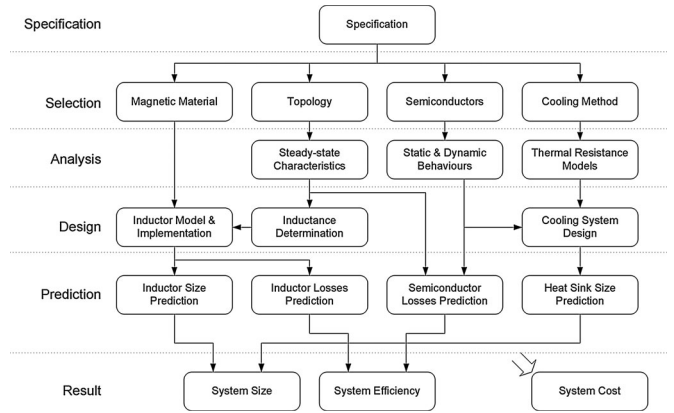 Specification
Specification
Selection
Magnetic Material
Topology
Semiconductors
Cooling Method
Analysis
Steady-state
Characteristics
Static & Dynamic
Behaviours
Thermal Resistance
Models
Design
Inductor Model &
Implementation
Inductance
Determination
Cooling System
Design
Prediction
Inductor Size
Prediction
Inductor Losses
Prediction
Semiconductor
Losses Prediction
Heat Sink Size
Prediction
Result
System Size
System Efficiency
System Cost